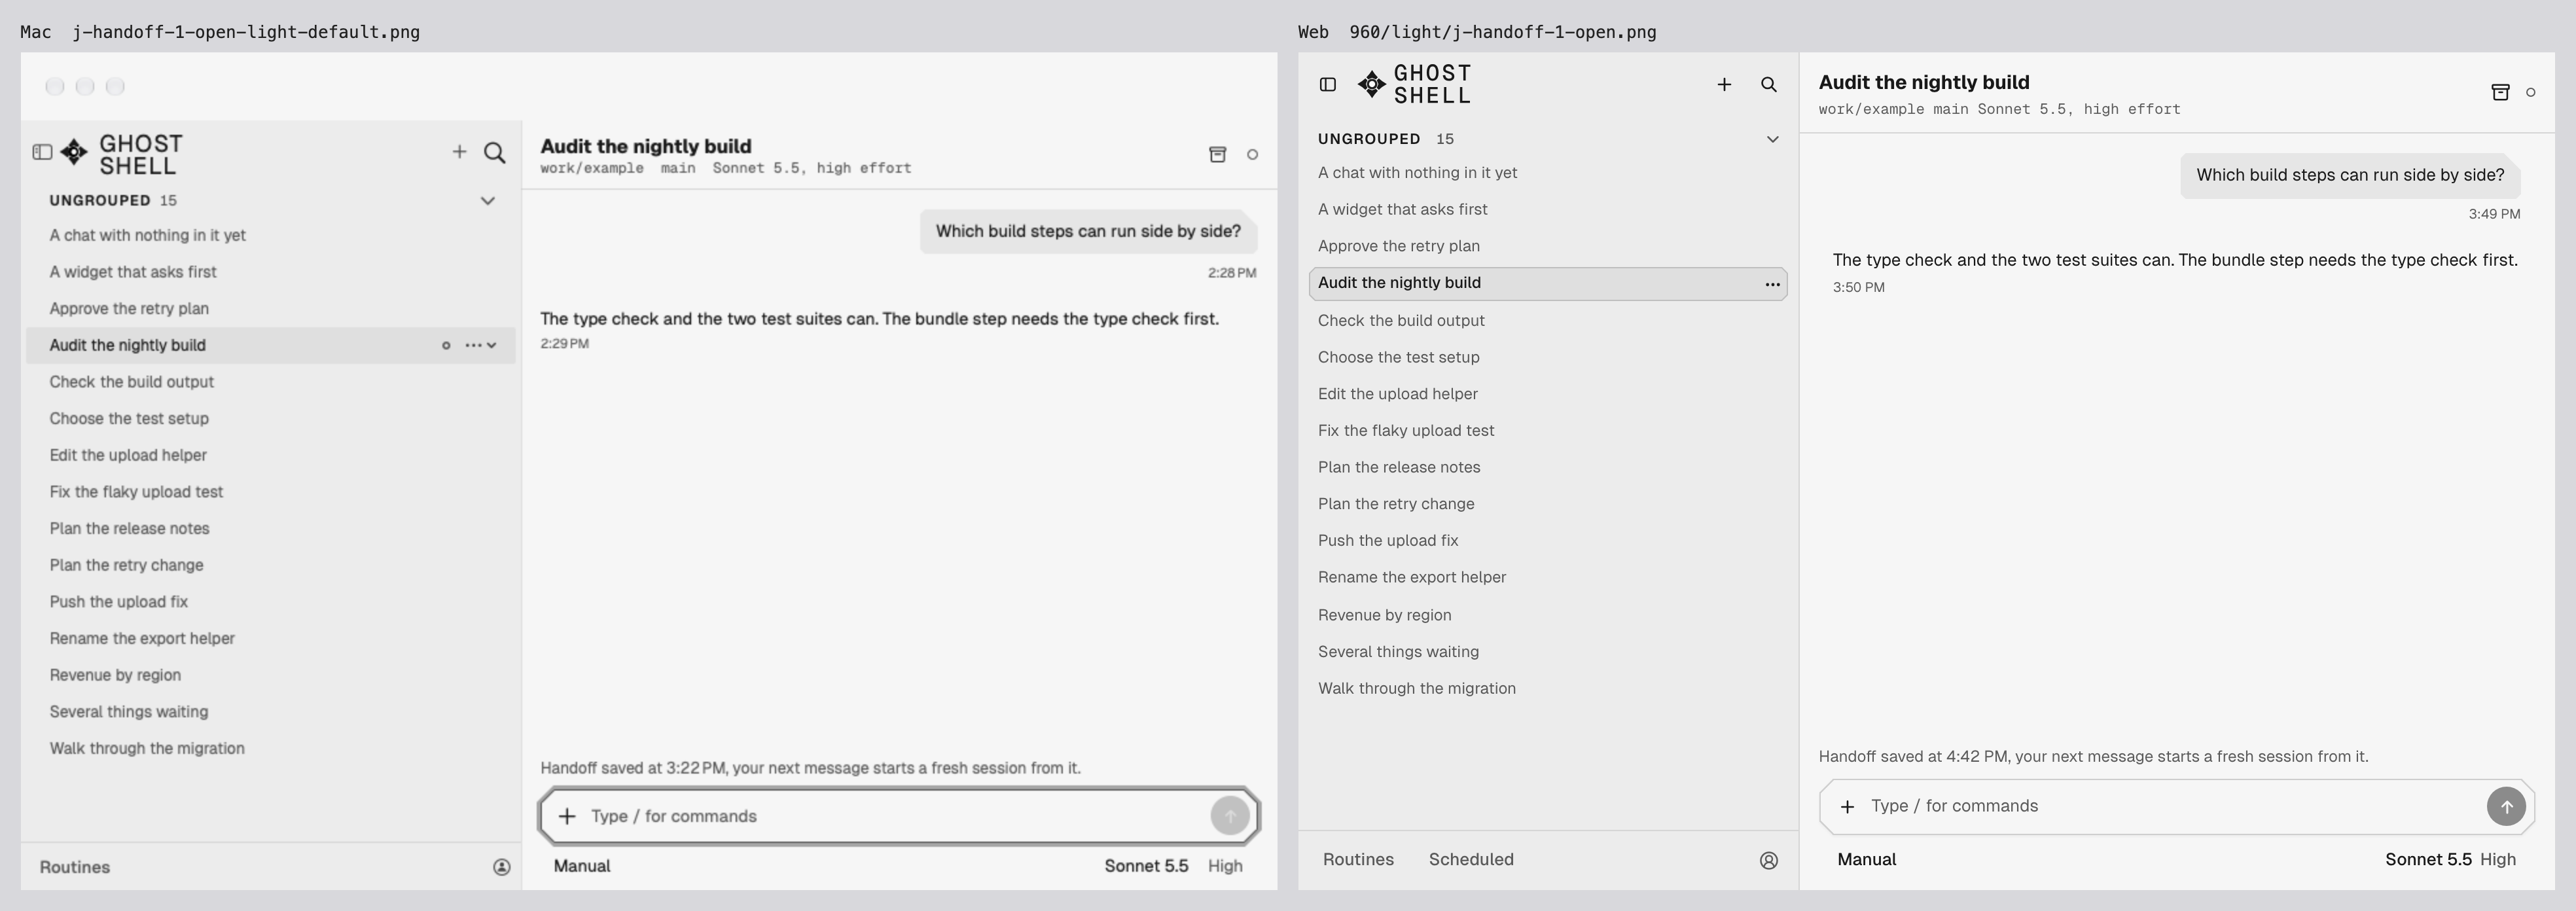 Mac  j-handoff-1-open-light-default.png
GHOST
SHELL
UNGROUPED 15
A chat with nothing in it yet
A widget that asks first
Approve the retry plan
Audit the nightly build
Check the build output
Choose the test setup
Edit the upload helper
Fix the flaky upload test
Plan the release notes
Plan the retry change
Push the upload fix
Rename the export helper
Revenue by region
Several things waiting
Walk through the migration
Routines
Audit the nightly build
work/example  main  Sonnet 5.5, high effort
Which build steps can run side by side?
2:28 PM
The type check and the two test suites can. The bundle step needs the type check first.
2:29 PM
Handoff saved at 3:22 PM, your next message starts a fresh session from it.
Type / for commands
Manual
Sonnet 5.5 High
Web  960/light/j-handoff-1-open.png
GHOST
SHELL
UNGROUPED 15
A chat with nothing in it yet
A widget that asks first
Approve the retry plan
Audit the nightly build
Check the build output
Choose the test setup
Edit the upload helper
Fix the flaky upload test
Plan the release notes
Plan the retry change
Push the upload fix
Rename the export helper
Revenue by region
Several things waiting
Walk through the migration
Routines Scheduled
Audit the nightly build
work/example main Sonnet 5.5, high effort
Which build steps can run side by side?
3:49 PM
The type check and the two test suites can. The bundle step needs the type check first.
3:50 PM
Handoff saved at 4:42 PM, your next message starts a fresh session from it.
Type / for commands
Manual
Sonnet 5.5 High